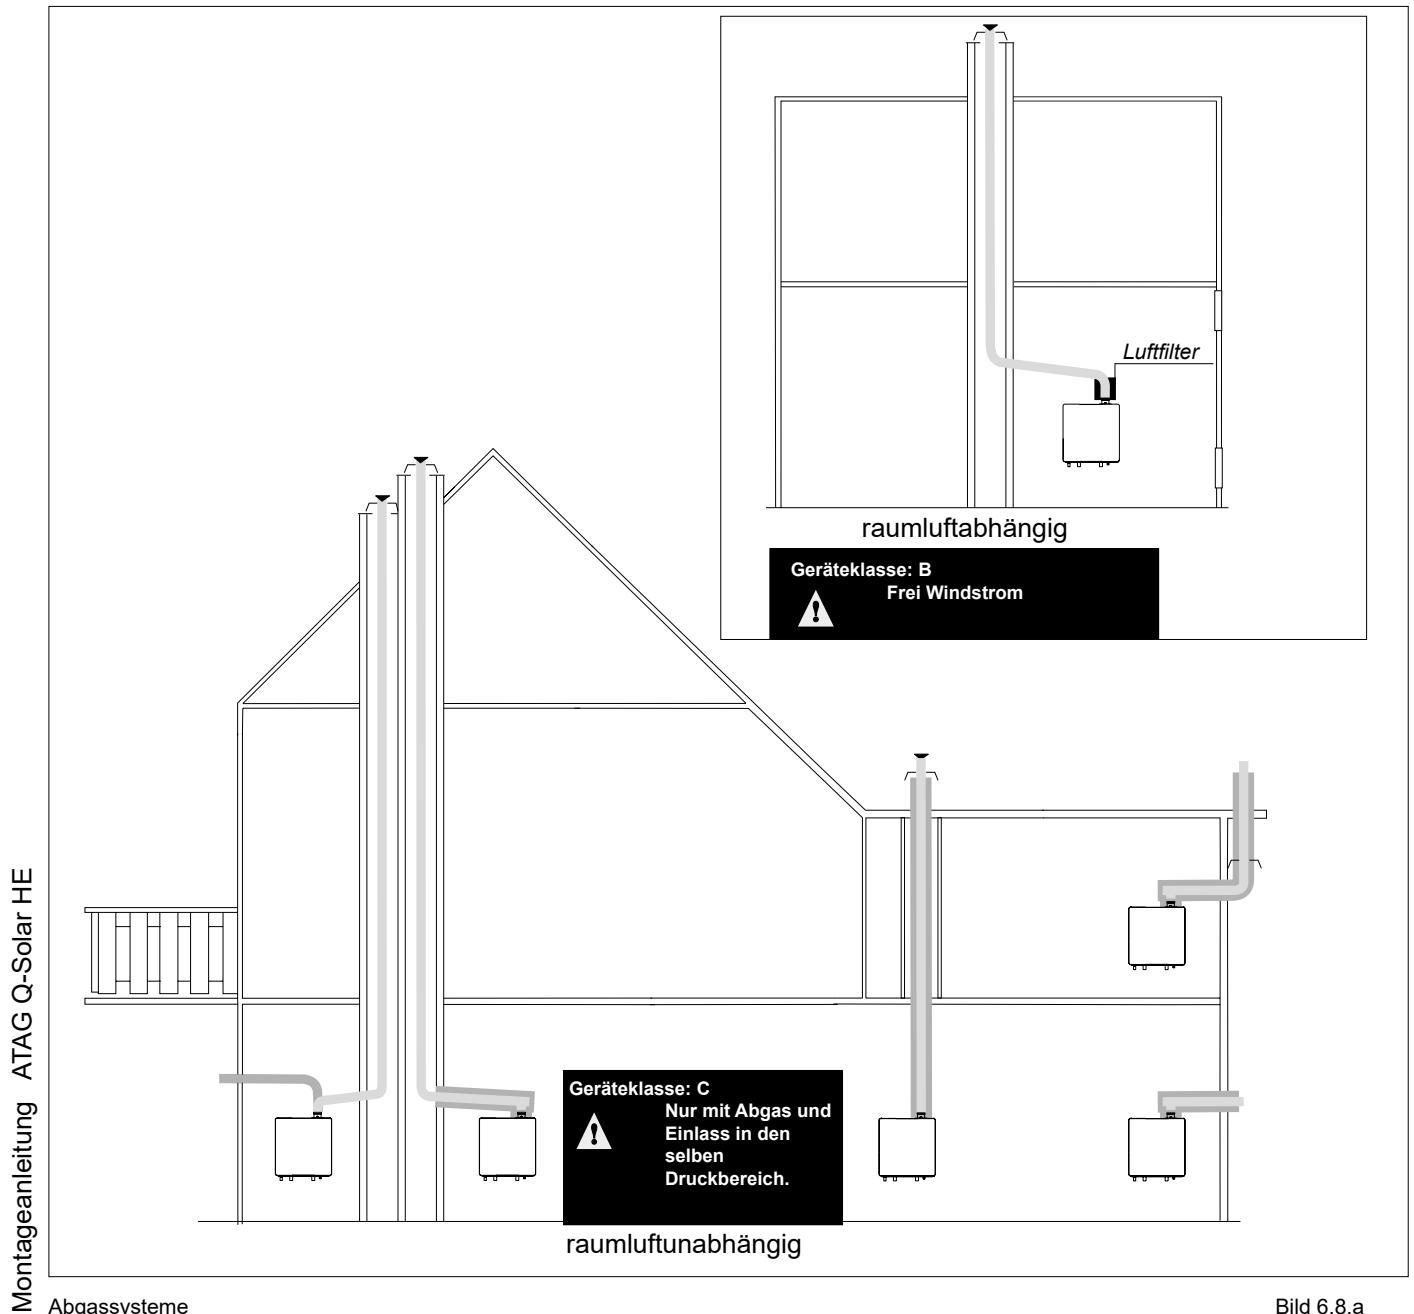 Luftfilter
raumluftabhängig
Geräteklasse: B
Frei Windstrom
Geräteklasse: C
Nur mit Abgas und
Einlass in den
selben
Druckbereich.
raumluftunabhängig
Montageanleitung ATAG Q-Solar HE
Abgassysteme
Bild 6.8.a